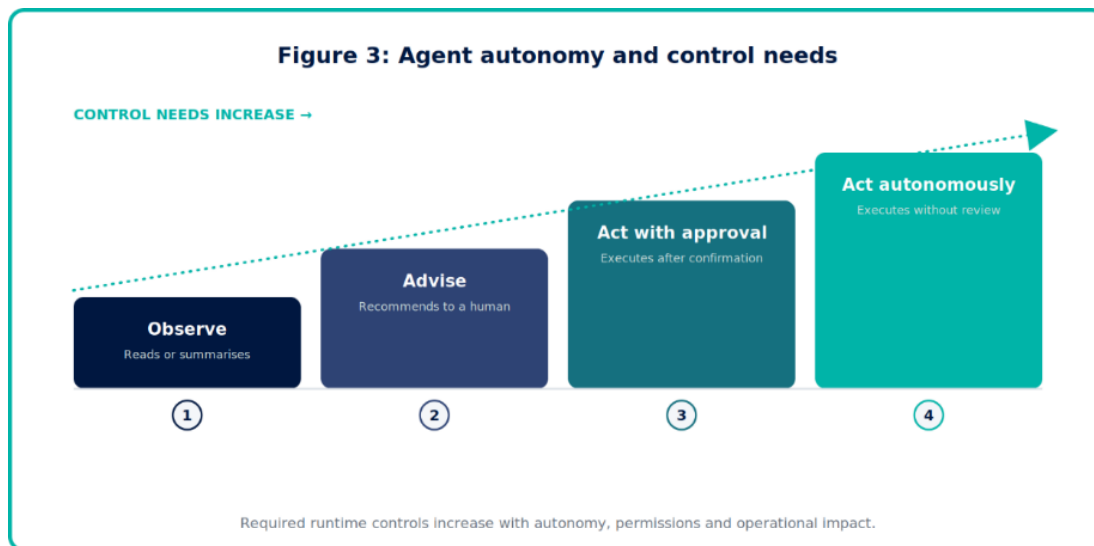 Figure 3: Agent autonomy and control needs
CONTROL NEEDS INCREASE →
Act autonomously
Executes without review
Act with approval
Executes after confirmation
Advise
Recommends to a human
Observe
Reads or summarises
1
2
3
4
Required runtime controls increase with autonomy, permissions and operational impact.